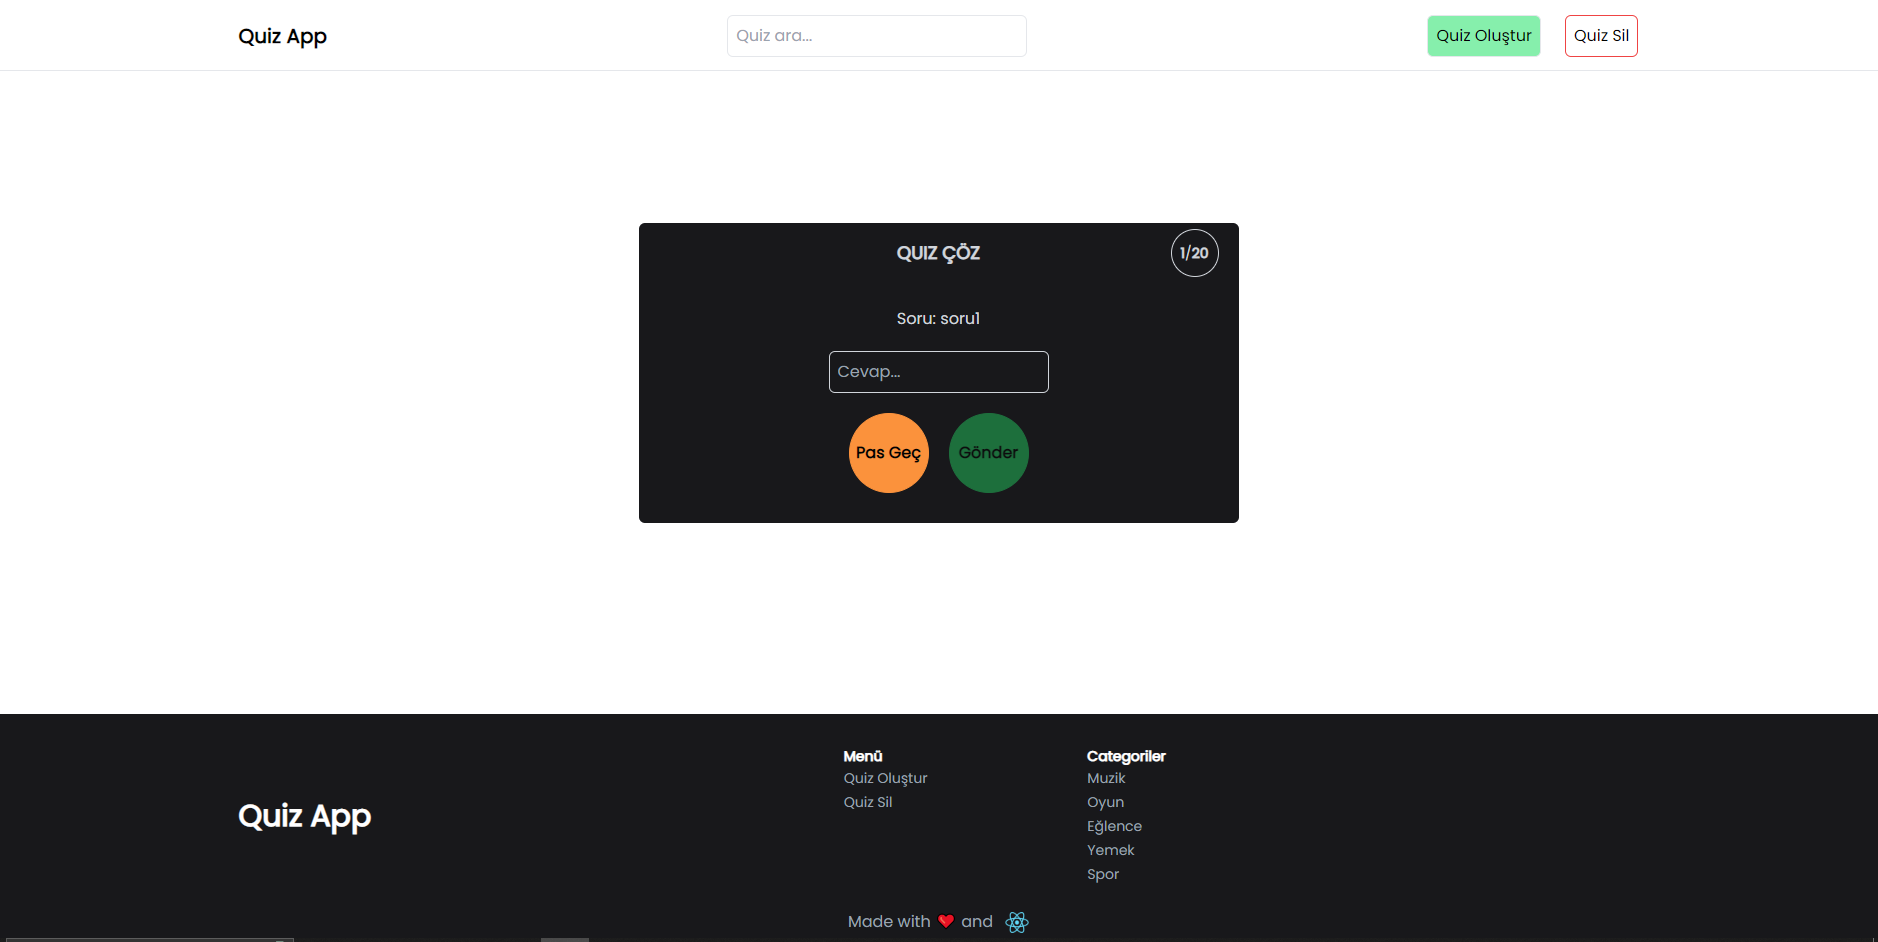 Quiz App
Quiz ara...
Quiz Oluştur
Quiz Sil
QUIZ ÇÖZ
1/20
Soru: soru1
Cevap...
Pas Geç
Gönder
Quiz App
Menü
Quiz Oluştur
Quiz Sil
Categoriler
Muzik
Oyun
Eğlence
Yemek
Spor
Made with ❤ and